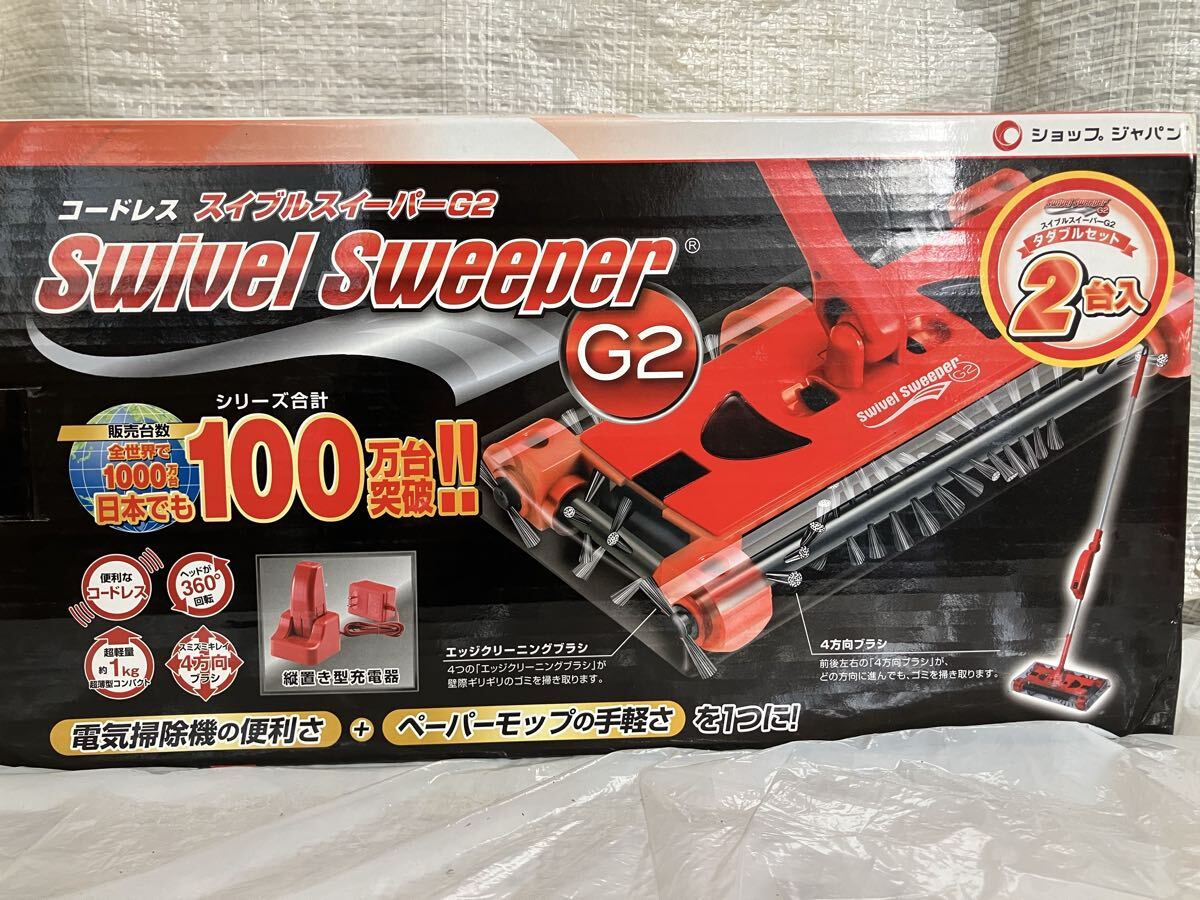 ショップジャパン
コードレス スイブルスイーパーG2
Swivel Sweeper®
G2
Swivel Sweeper G2
スイブルスイーパーG2
ダブルセット
2台入
Swivel Sweeper™ G2
シリーズ合計
販売台数
全世界で
1000万台
日本でも
100万台
突破!!
便利な
コードレス
ヘッドが
360°
回転
超軽量
約1kg
超薄型コンパクト
スミズミキレイ
4方向
ブラシ
縦置き型充電器
エッジクリーニングブラシ
4つの「エッジクリーニングブラシ」が
壁際ギリギリのゴミを掃き取ります。
4方向ブラシ
前後左右の「4方向ブラシ」が、
どの方向に進んでも、ゴミを掃き取ります。
電気掃除機の便利さ + ペーパーモップの手軽さ を1つに!